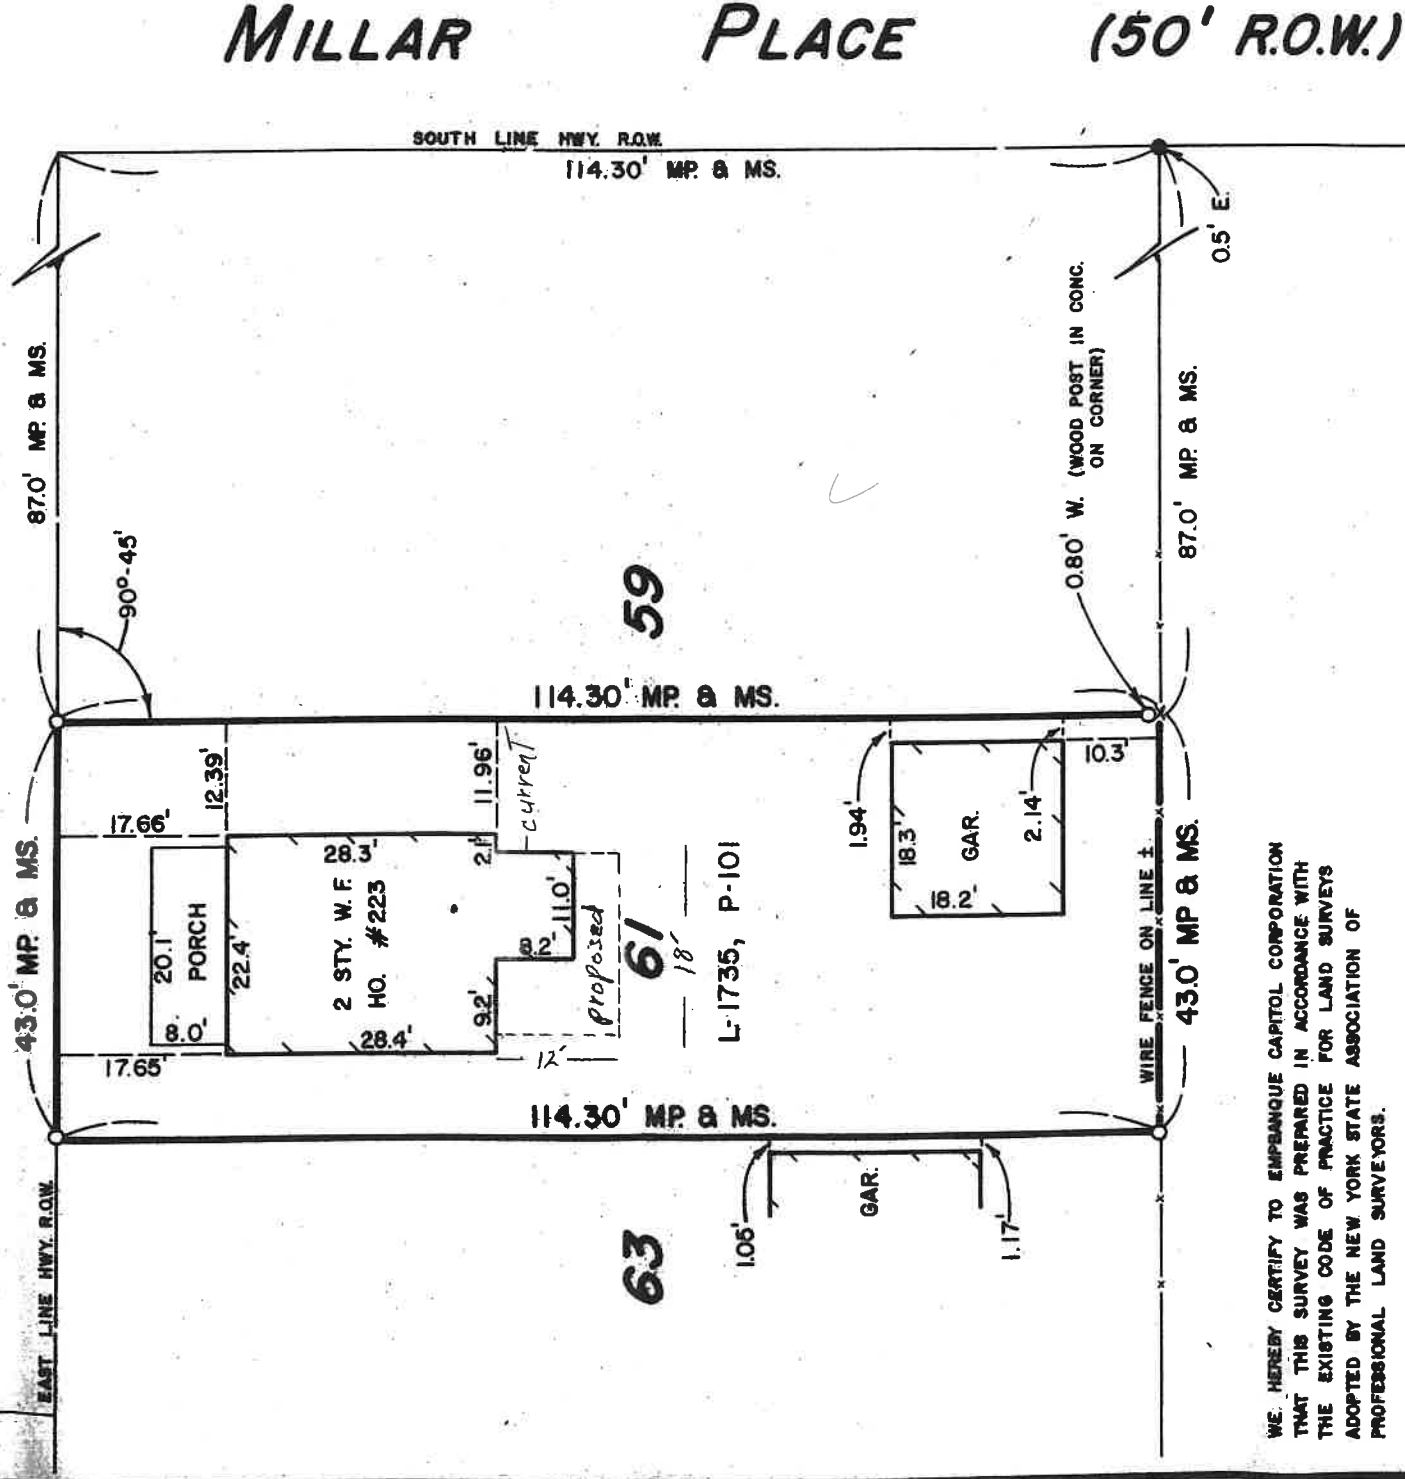 MILLAR PLACE (50' R.O.W.)
SOUTH LINE HWY. R.O.W.
114.30' MP. & MS.
0.5' E.
87.0' MP. & MS.
90°-45'
0.80' W. (WOOD POST IN CONC.
ON CORNER)
87.0' MP. & MS.
59
114.30' MP. & MS.
43.0' MP. & MS.
17.66'
12.39'
11.96'
current
1.94'
2.14'
10.3'
28.3'
2.1'
18.3'
GAR.
18.2'
20.1'
PORCH
8.0'
22.4'
2 STY. W. F.
HO. #223
11.0'
8.2'
9.2'
28.4'
proposed
12'
61
18'
L-1735, P-101
WIRE FENCE ON LINE ±
43.0' MP & MS.
17.65'
114.30' MP. & MS.
EAST LINE HWY. R.O.W.
63
1.05'
GAR.
1.17'
WE HEREBY CERTIFY TO EMPBANQUE CAPITOL CORPORATION
THAT THIS SURVEY WAS PREPARED IN ACCORDANCE WITH
THE EXISTING CODE OF PRACTICE FOR LAND SURVEYS
ADOPTED BY THE NEW YORK STATE ASSOCIATION OF
PROFESSIONAL LAND SURVEYORS.